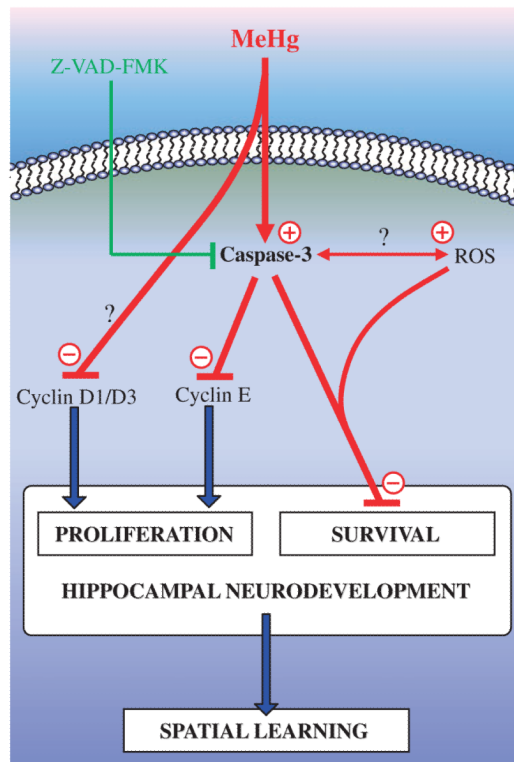 MeHg
Z-VAD-FMK
+
+
?
Caspase-3
ROS
?
−
−
Cyclin D1/D3
Cyclin E
−
PROLIFERATION
SURVIVAL
HIPPOCAMPAL NEURODEVELOPMENT
SPATIAL LEARNING